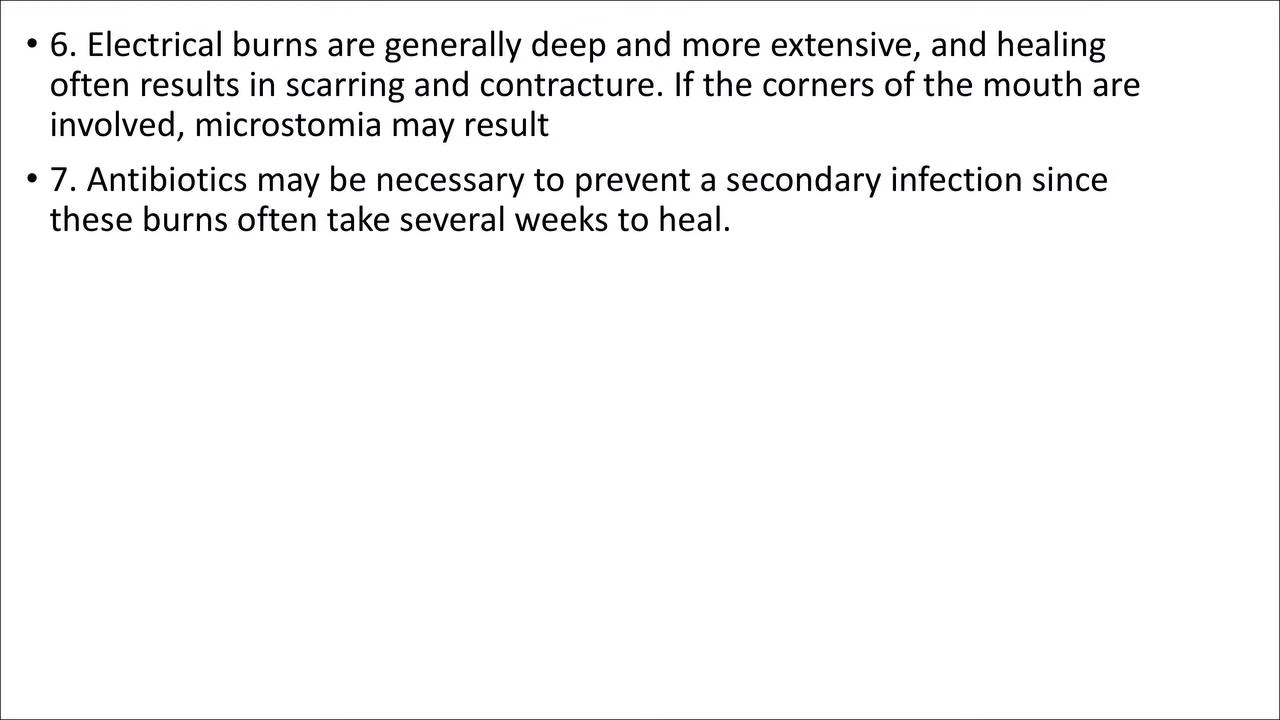 • 6. Electrical burns are generally deep and more extensive, and healing
often results in scarring and contracture. If the corners of the mouth are
involved, microstomia may result
• 7. Antibiotics may be necessary to prevent a secondary infection since
these burns often take several weeks to heal.